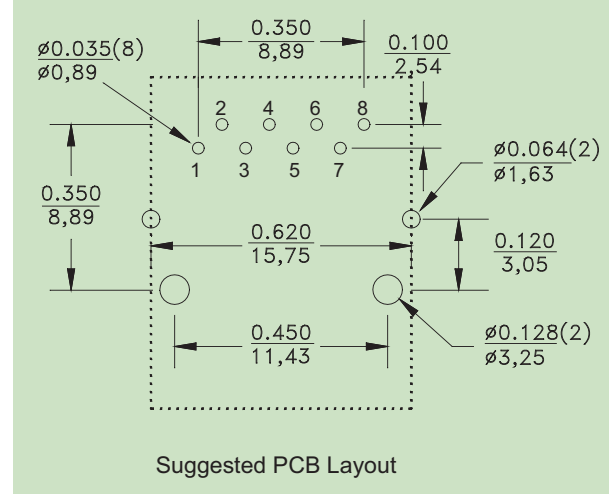 0.350
8,89
ø0.035(8)
ø0,89
0.100
2,54
2 4 6 8
1 3 5 7
ø0.064(2)
ø1,63
0.350
8,89
0.620
15,75
0.120
3,05
0.450
11,43
ø0.128(2)
ø3,25
Suggested PCB Layout